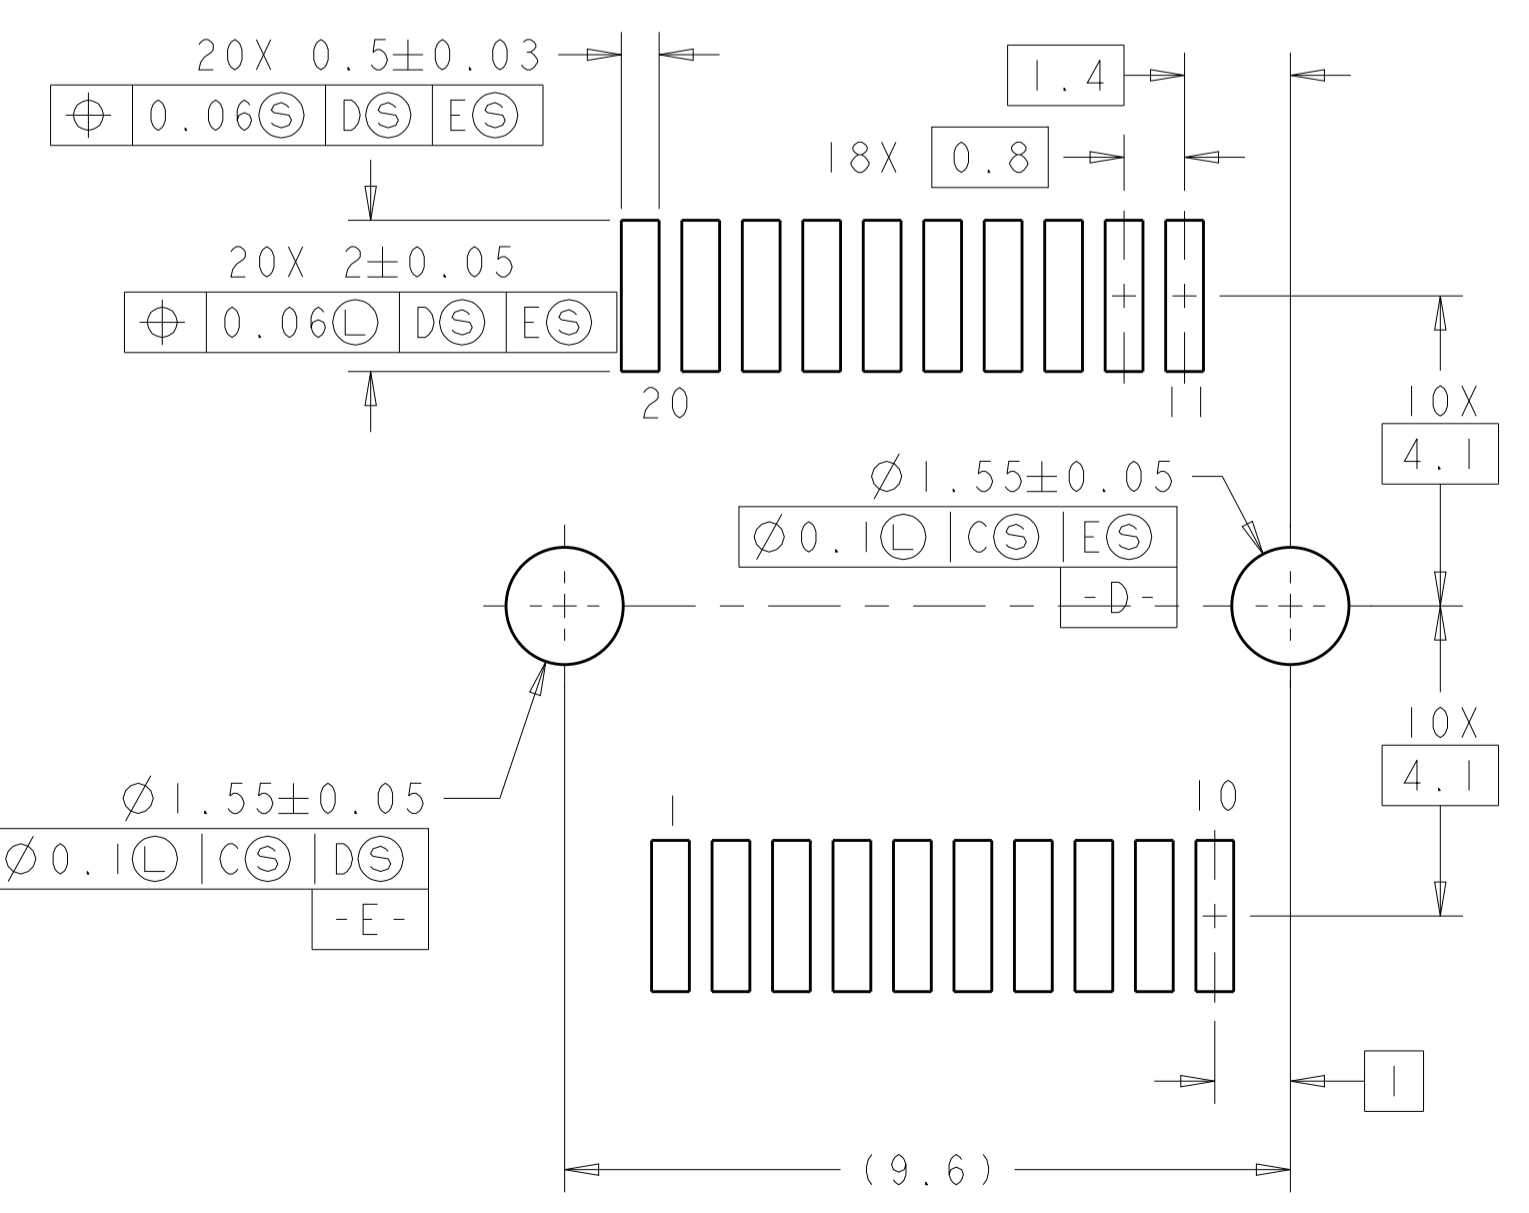 20X 0.5±0.03
⌖ 0.06Ⓢ DⓈ EⓈ
1.4
18X 0.8
20X 2±0.05
⌖ 0.06Ⓛ DⓈ EⓈ
20
11
10X
4.1
Ø1.55±0.05
Ø0.1Ⓛ CⓈ EⓈ
-D-
10X
4.1
Ø1.55±0.05
Ø0.1Ⓛ CⓈ DⓈ
-E-
1
10
1
(9.6)